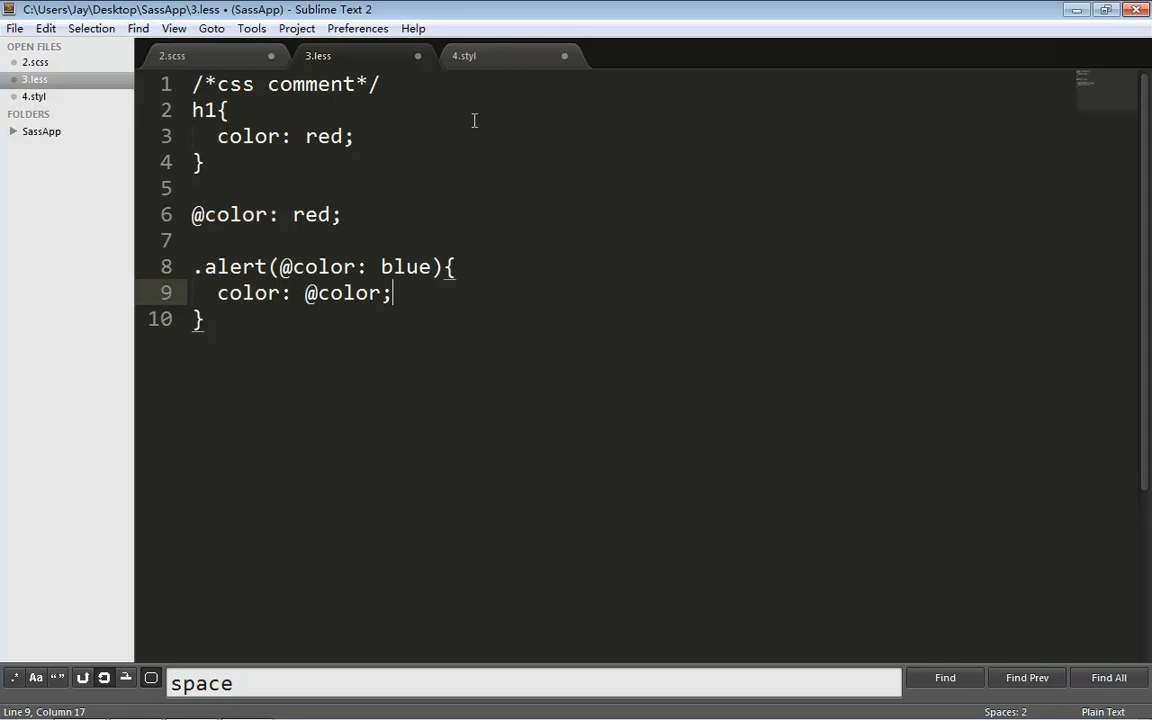 C:\Users\Jay\Desktop\SassApp\3.less • (SassApp) - Sublime Text 2
File Edit Selection Find View Goto Tools Project Preferences Help
OPEN FILES
2.scss
3.less
4.styl
FOLDERS
SassApp
2.scss 3.less 4.styl
1 /*css comment*/
2 h1{
3 color: red;
4 }
5
6 @color: red;
7
8 .alert(@color: blue){
9 color: @color;
10 }
.* Aa “ ” space Find Find Prev Find All
Line 9, Column 17 Spaces: 2 Plain Text